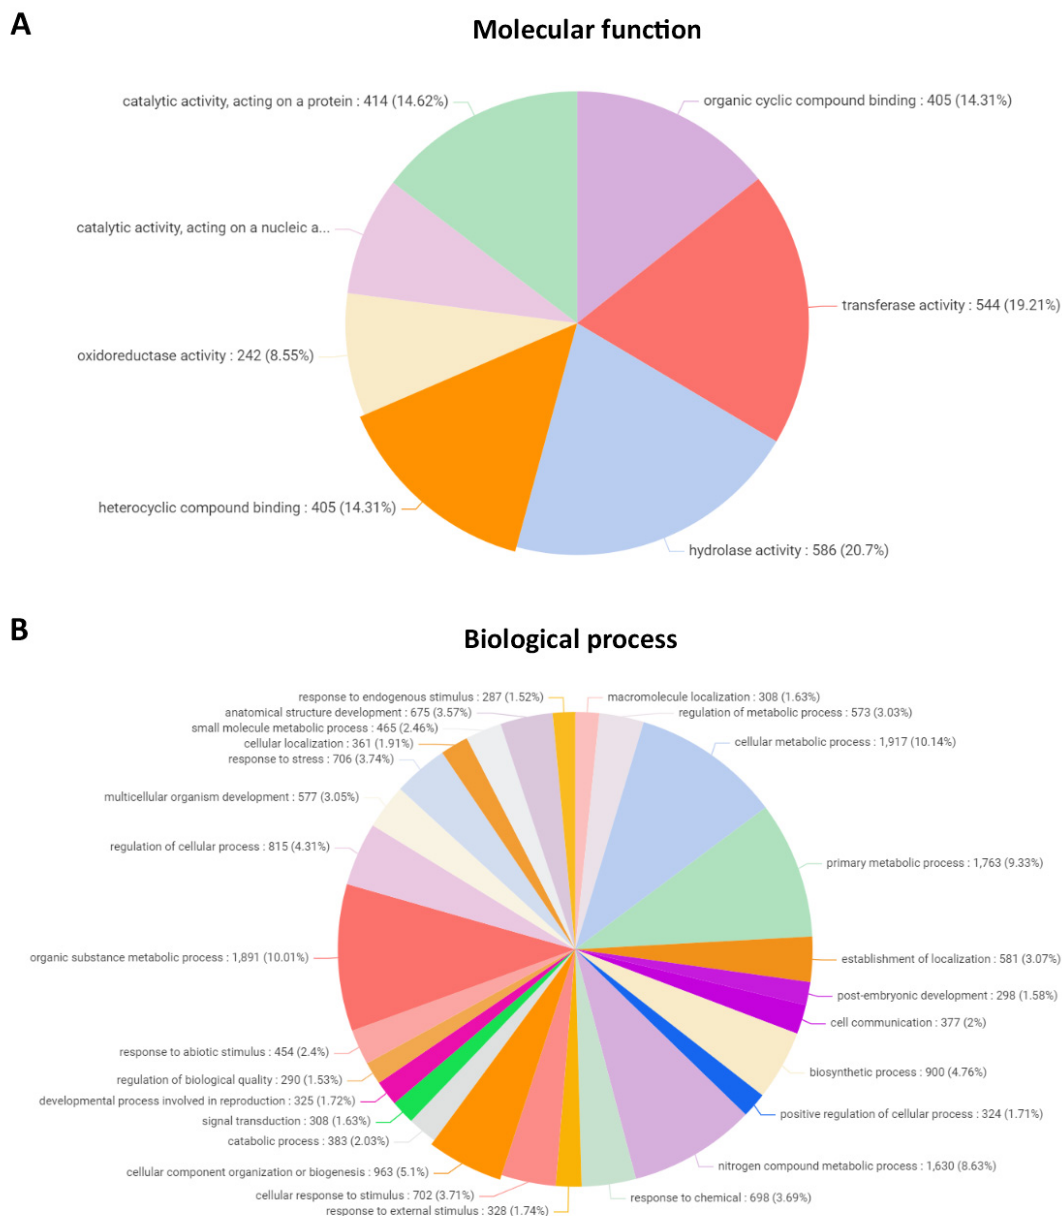 A
Molecular function
catalytic activity, acting on a protein : 414 (14.62%)
organic cyclic compound binding : 405 (14.31%)
catalytic activity, acting on a nucleic a...
transferase activity : 544 (19.21%)
oxidoreductase activity : 242 (8.55%)
heterocyclic compound binding : 405 (14.31%)
hydrolase activity : 586 (20.7%)
B
Biological process
response to endogenous stimulus : 287 (1.52%)
macromolecule localization : 308 (1.63%)
anatomical structure development : 675 (3.57%)
regulation of metabolic process : 573 (3.03%)
small molecule metabolic process : 465 (2.46%)
cellular localization : 361 (1.91%)
cellular metabolic process : 1,917 (10.14%)
response to stress : 706 (3.74%)
multicellular organism development : 577 (3.05%)
regulation of cellular process : 815 (4.31%)
primary metabolic process : 1,763 (9.33%)
organic substance metabolic process : 1,891 (10.01%)
establishment of localization : 581 (3.07%)
post-embryonic development : 298 (1.58%)
cell communication : 377 (2%)
response to abiotic stimulus : 454 (2.4%)
biosynthetic process : 900 (4.76%)
regulation of biological quality : 290 (1.53%)
developmental process involved in reproduction : 325 (1.72%)
positive regulation of cellular process : 324 (1.71%)
signal transduction : 308 (1.63%)
catabolic process : 383 (2.03%)
nitrogen compound metabolic process : 1,630 (8.63%)
cellular component organization or biogenesis : 963 (5.1%)
cellular response to stimulus : 702 (3.71%)
response to chemical : 698 (3.69%)
response to external stimulus : 328 (1.74%)